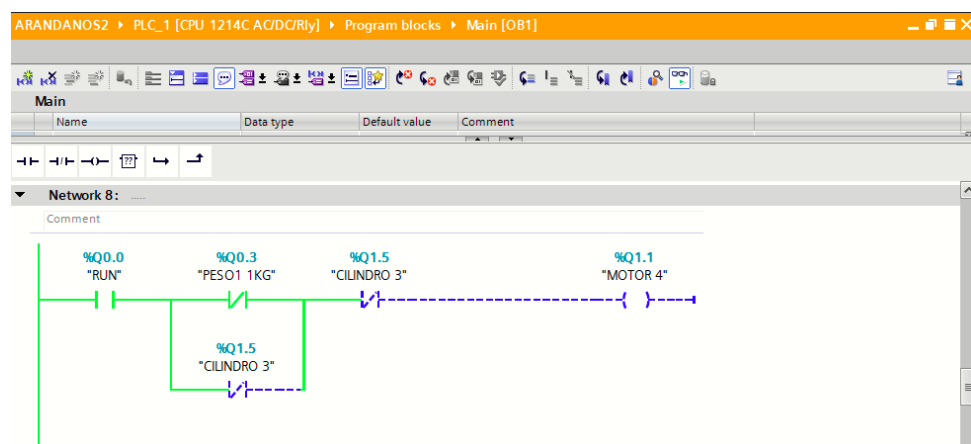 ARANDANOS2 ▸ PLC_1 [CPU 1214C AC/DC/Rly] ▸ Program blocks ▸ Main [OB1]
Main
Name Data type Default value Comment
??
Network 8: .....
Comment
%Q0.0 %Q0.3 %Q1.5 %Q1.1
"RUN" "PESO1 1KG" "CILINDRO 3" "MOTOR 4"
%Q1.5
"CILINDRO 3"